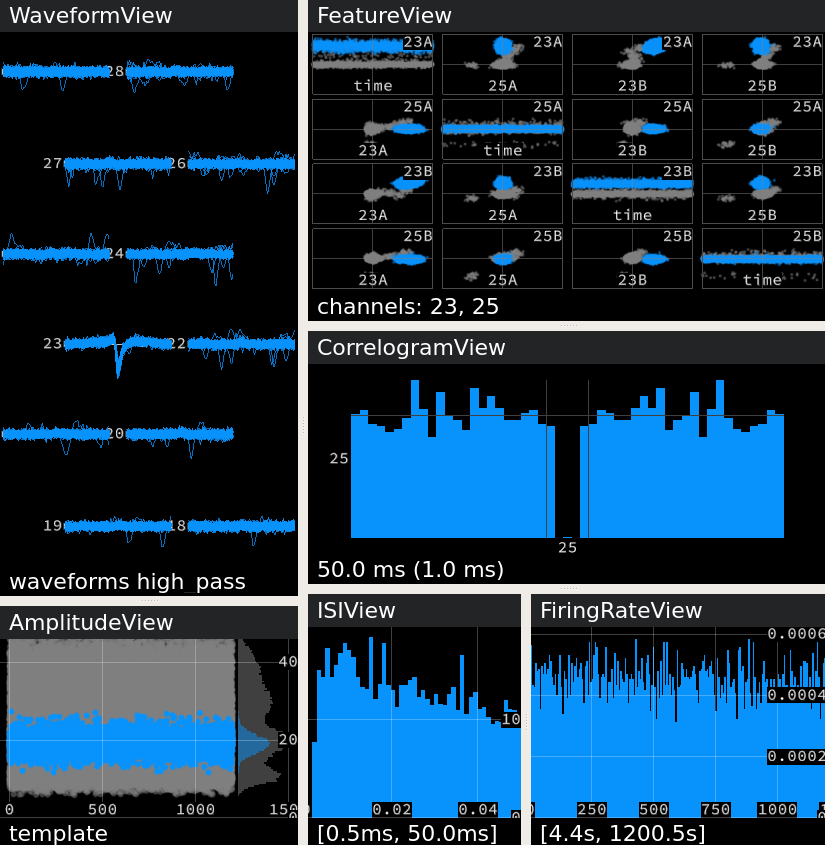 WaveformView
28
27 26
24
23 22
20
19 18
waveforms high_pass
AmplitudeView
40
20
0 500 1000 150
template
FeatureView
23A 23A 23A 23A
time 25A 23B 25B
25A 25A 25A 25A
23A time 23B 25B
23B 23B 23B 23B
23A 25A time 25B
25B 25B 25B 25B
23A 25A 23B time
channels: 23, 25
CorrelogramView
25
25
50.0 ms (1.0 ms)
ISIView
10
0.02 0.04
[0.5ms, 50.0ms]
FiringRateView
0.0006
0.0004
0.0002
250 500 750 1000
[4.4s, 1200.5s]